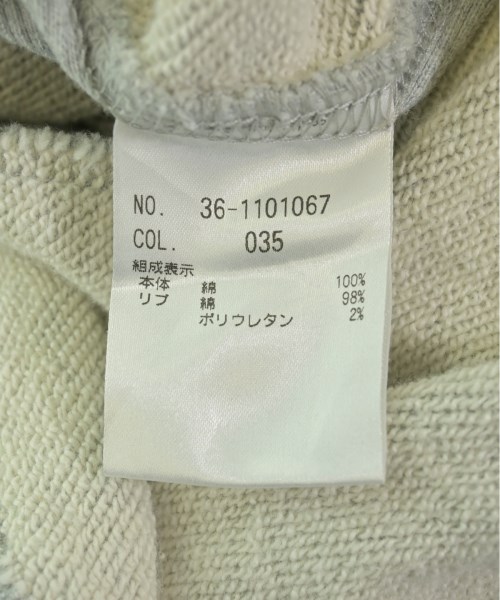 NO. 36-1101067
COL. 035
組成表示
本体 綿 100%
リブ 綿 98%
ポリウレタン 2%